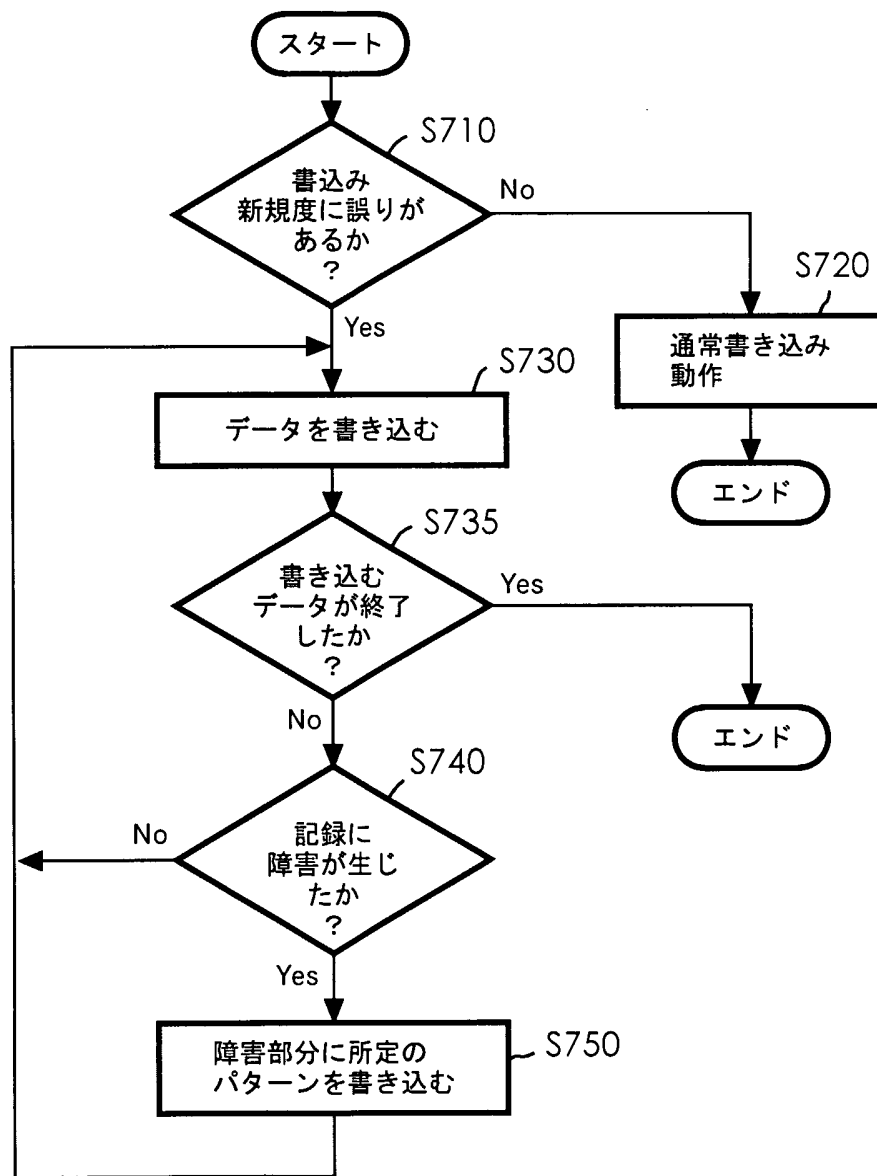 スタート
S710
書込み
新規度に誤りが
あるか
?
No
Yes
S720
通常書き込み
動作
エンド
S730
データを書き込む
S735
書き込む
データが終了
したか
?
Yes
No
エンド
S740
記録に
障害が生じ
たか
?
No
Yes
S750
障害部分に所定の
パターンを書き込む